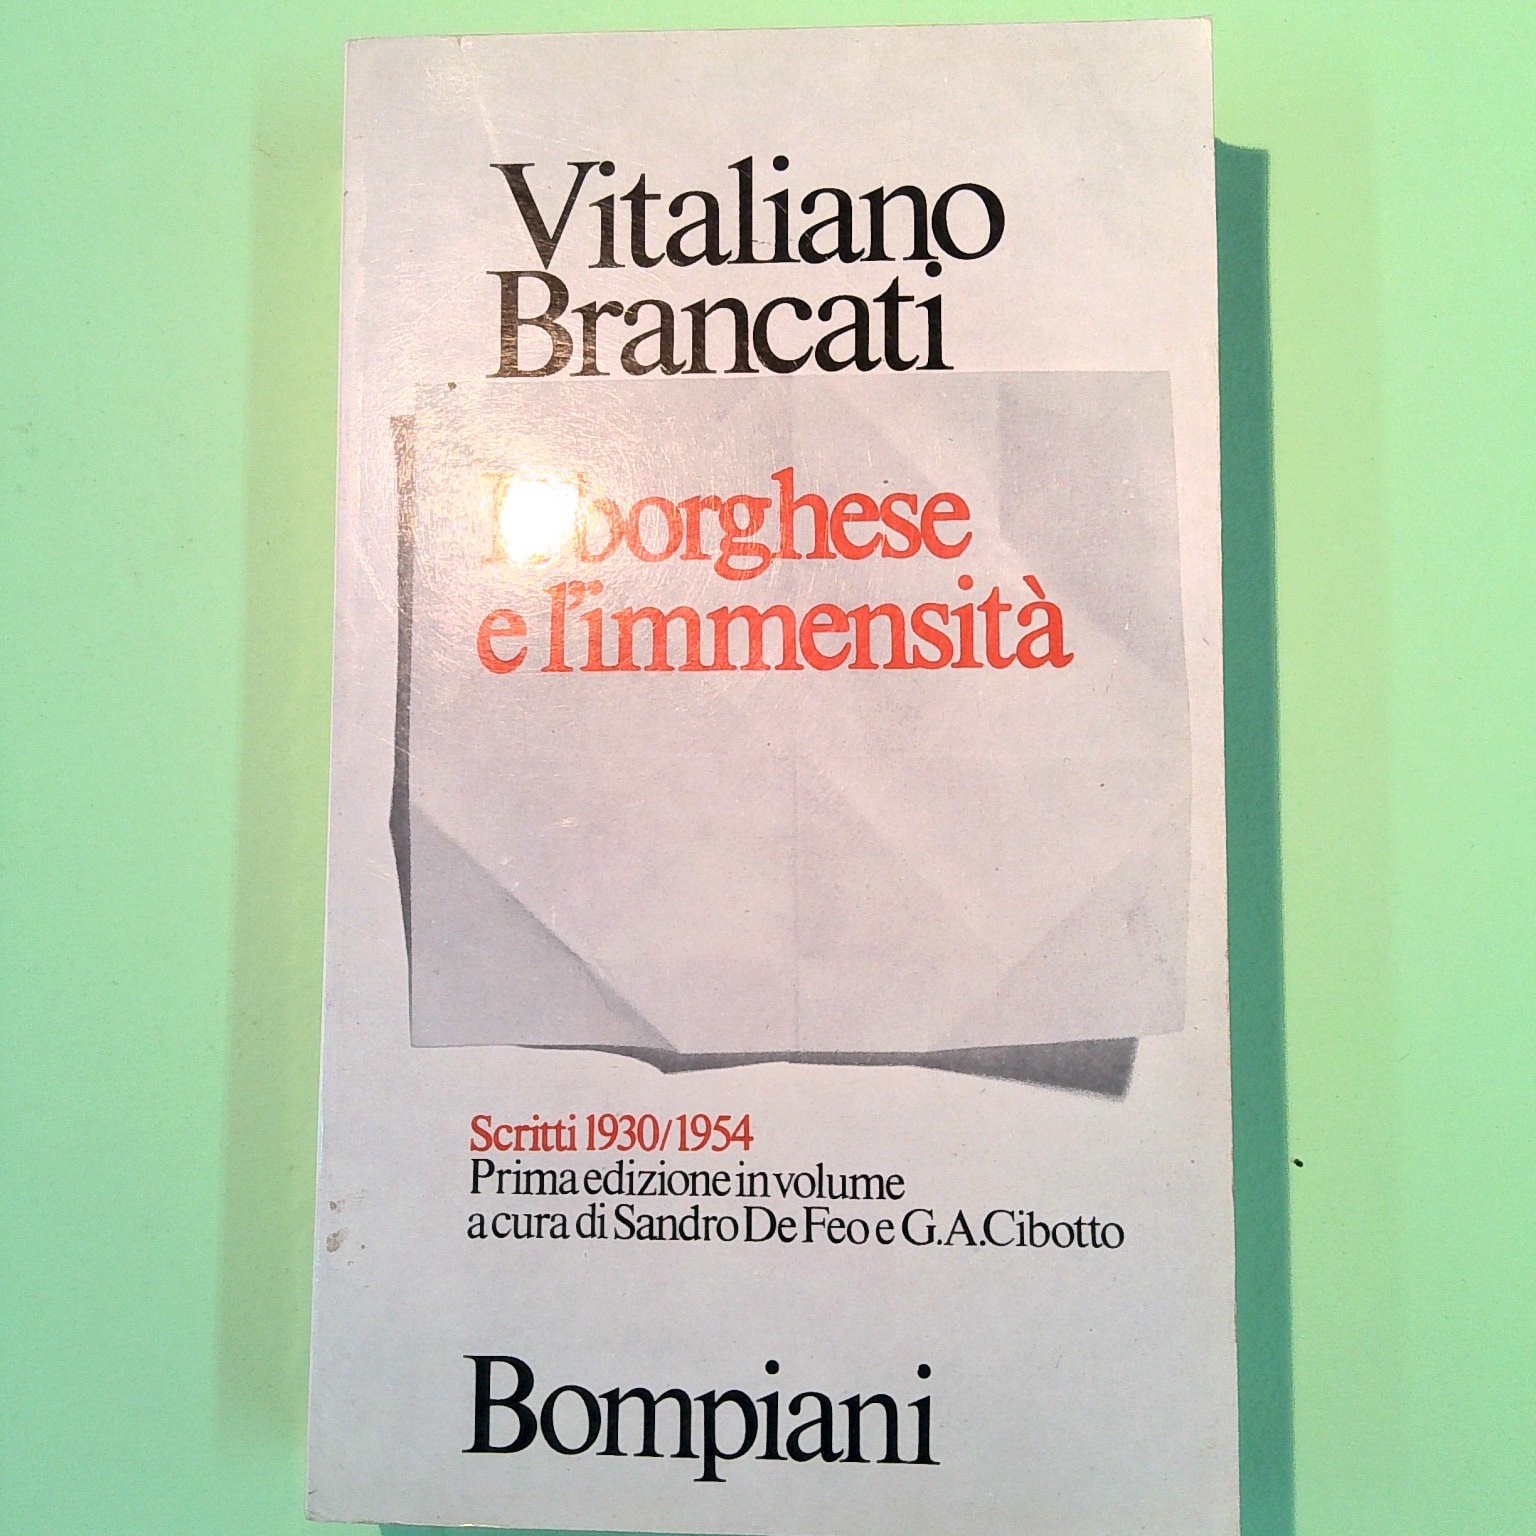 Vitaliano
Brancati
borghese
e l'immensità
Scritti 1930/1954
Prima edizione in volume
a cura di Sandro De Feo e G.A. Cibotto
Bompiani